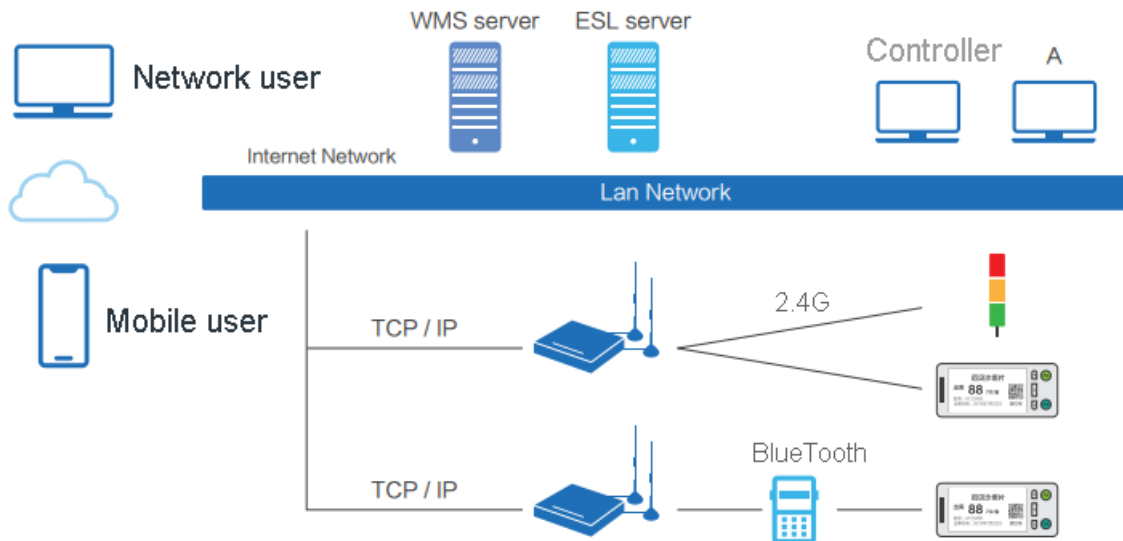 WMS server
ESL server
Controller
A
Network user
Internet Network
Lan Network
Mobile user
TCP / IP
2.4G
88
TCP / IP
BlueTooth
88